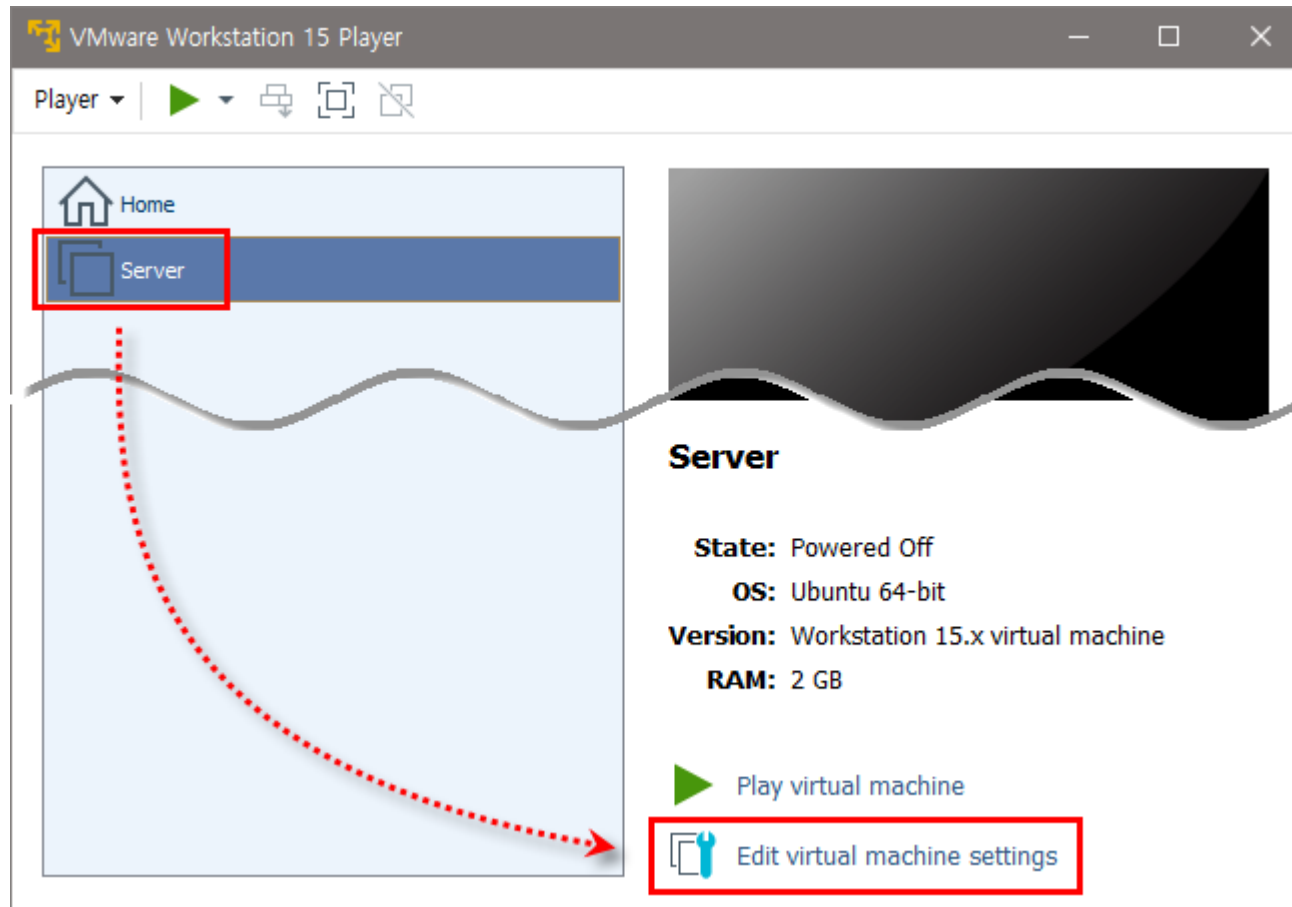 VMware Workstation 15 Player
Player
Home
Server
Server
State: Powered Off
OS: Ubuntu 64-bit
Version: Workstation 15.x virtual machine
RAM: 2 GB
Play virtual machine
Edit virtual machine settings